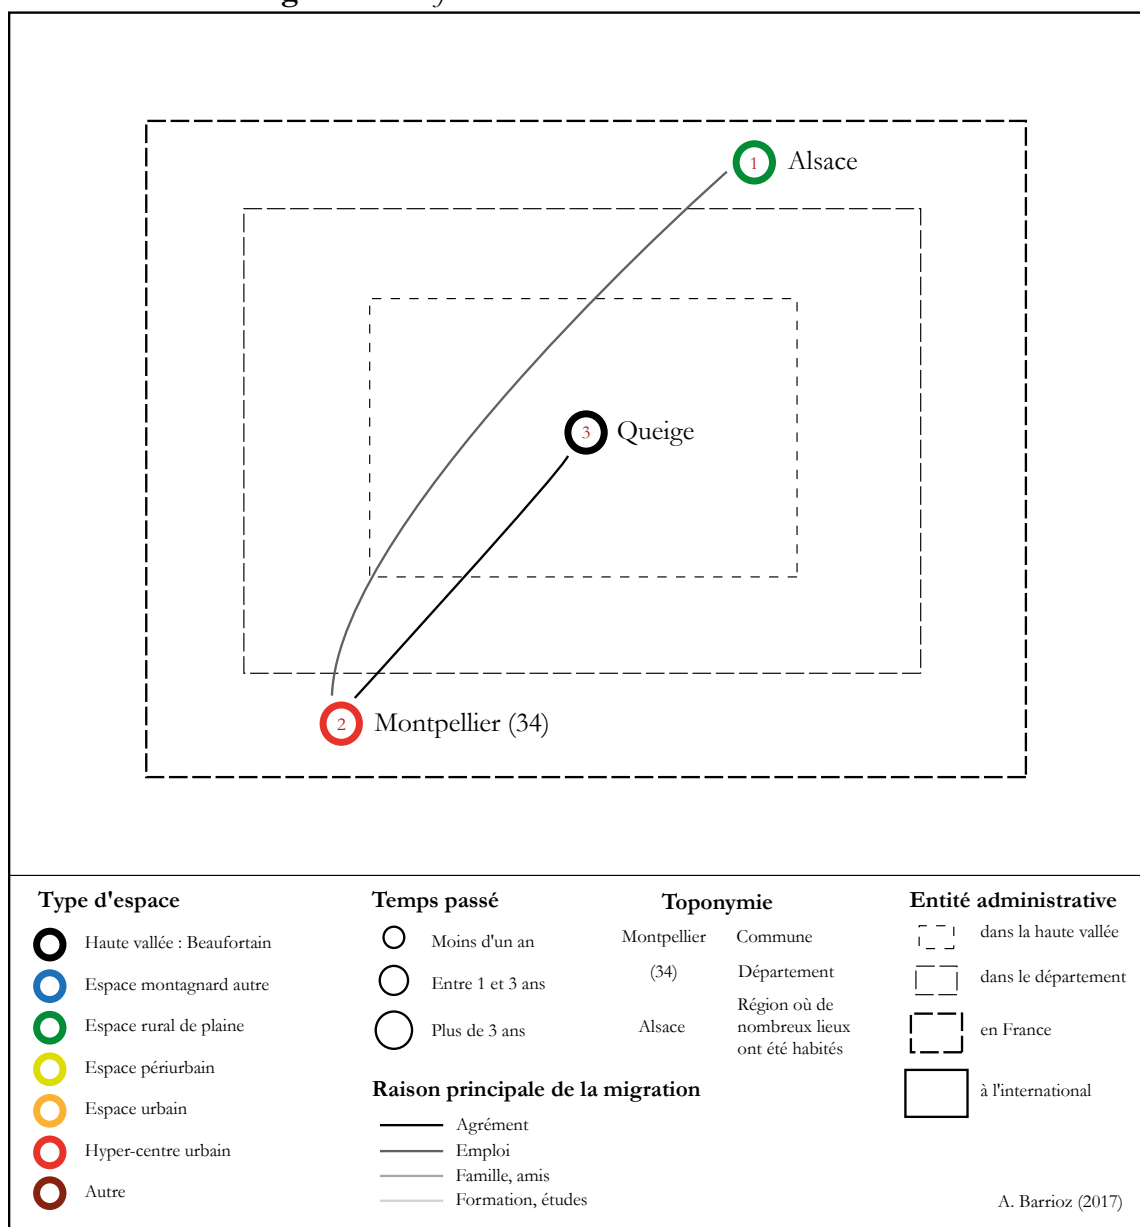 1 Alsace
3 Queige
2 Montpellier (34)
Type d'espace
Haute vallée : Beaufortain
Espace montagnard autre
Espace rural de plaine
Espace périurbain
Espace urbain
Hyper-centre urbain
Autre
Temps passé
Moins d'un an
Entre 1 et 3 ans
Plus de 3 ans
Raison principale de la migration
Agrément
Emploi
Famille, amis
Formation, études
Toponymie
Montpellier Commune
(34) Département
Alsace Région où de
nombreux lieux
ont été habités
Entité administrative
dans la haute vallée
dans le département
en France
à l'international
A. Barrioz (2017)